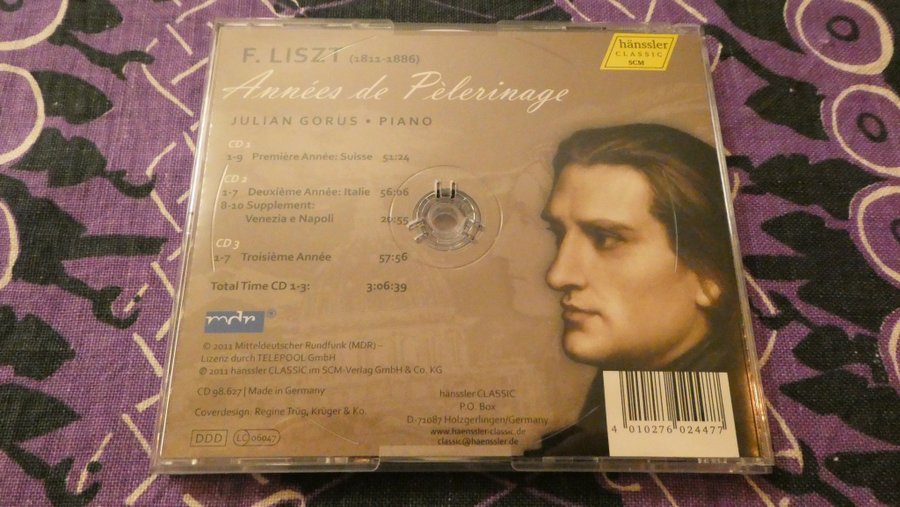 F. LISZT (1811-1886)
hänssler
CLASSIC
SCM
Années de Pèlerinage
JULIAN GORUS • PIANO
CD 1
1-9 Première Année: Suisse 51:24
CD 2
1-7 Deuxième Année: Italie 56:06
8-10 Supplement:
Venezia e Napoli 20:55
CD 3
1-7 Troisième Année 57:56
Total Time CD 1-3: 3:06:39
mdr
© 2011 Mitteldeutscher Rundfunk (MDR) –
Lizenz durch TELEPOOL GmbH
℗ 2011 hänssler CLASSIC im SCM-Verlag GmbH & Co. KG
CD 98.627 | Made in Germany
Coverdesign: Regine Trüg, Krüger & Ko.
DDD LC 06047
hänssler CLASSIC
P.O. Box
D-71087 Holzgerlingen/Germany
www.haenssler-classic.de
classic@haenssler.de
4 010276 024477